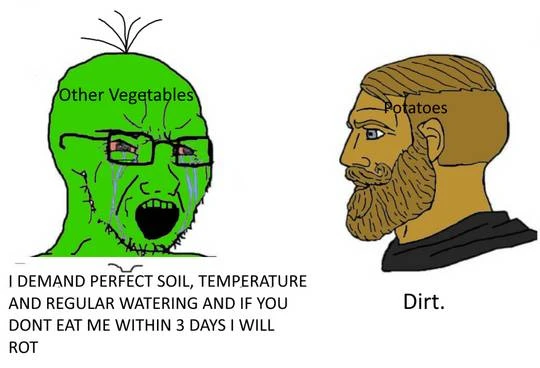 Other Vegetables
Potatoes
I DEMAND PERFECT SOIL, TEMPERATURE
AND REGULAR WATERING AND IF YOU
DONT EAT ME WITHIN 3 DAYS I WILL
ROT
Dirt.